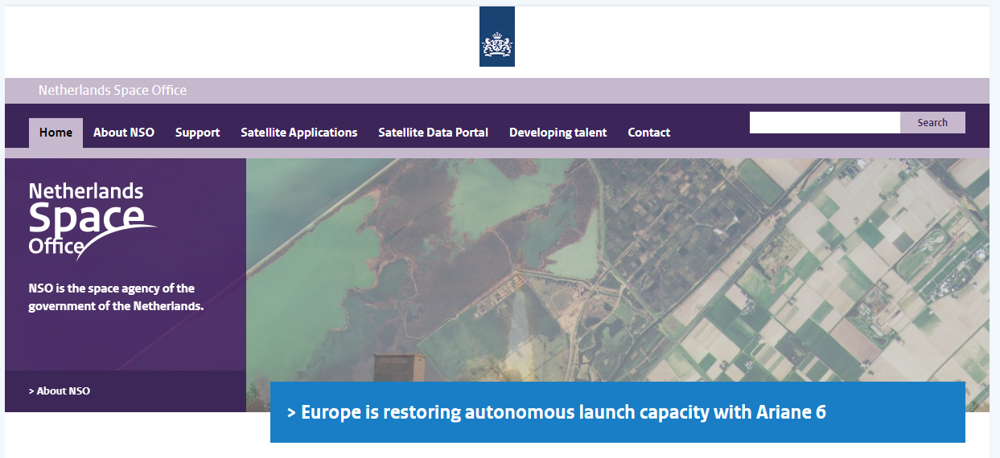 Netherlands Space Office
Home About NSO Support Satellite Applications Satellite Data Portal Developing talent Contact Search
Netherlands
Space
Office
NSO is the space agency of the
government of the Netherlands.
> About NSO
> Europe is restoring autonomous launch capacity with Ariane 6